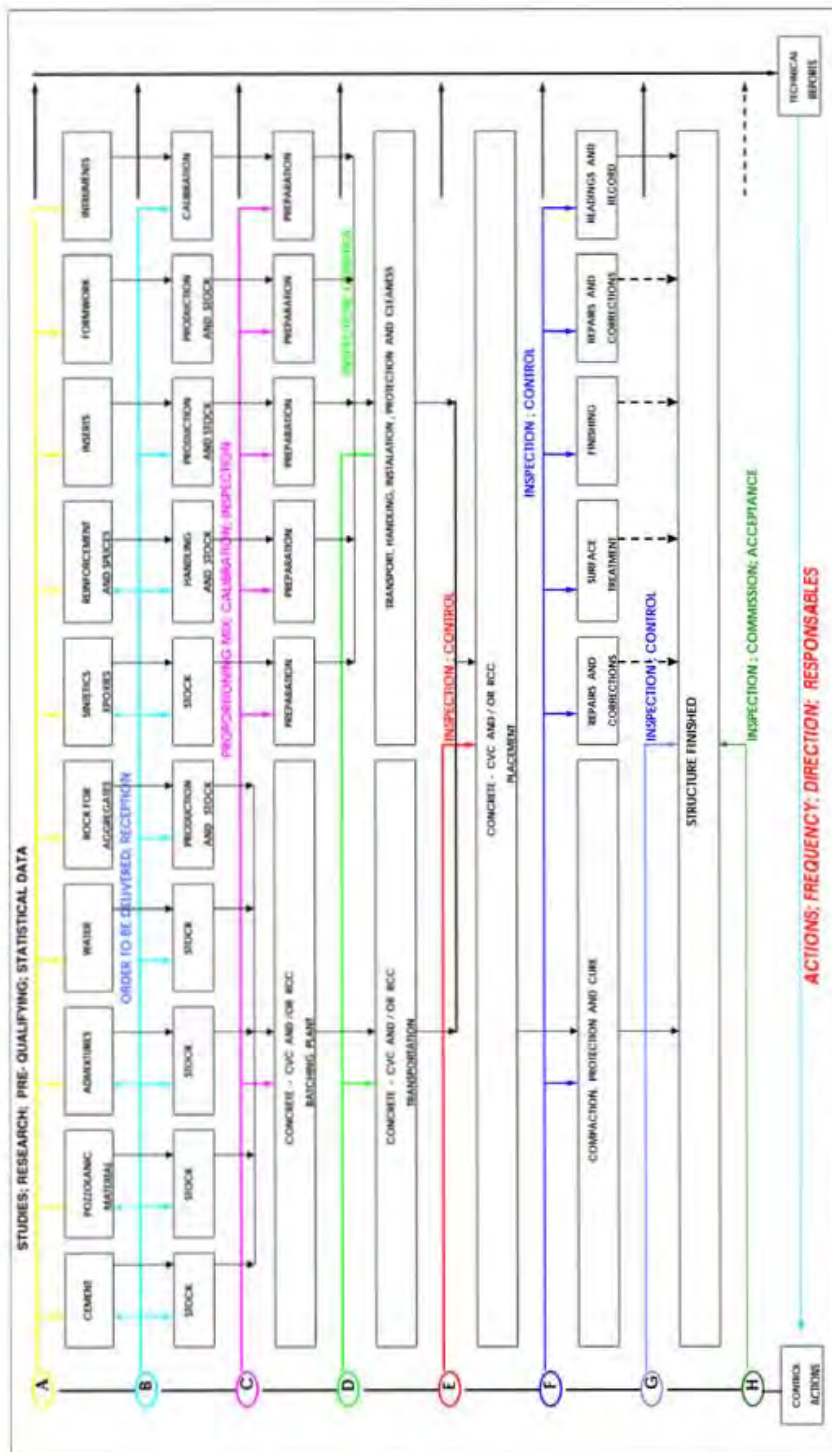 STUDIES; RESEARCH; PRE- QUALIFYING; STATISTICAL DATA
A
CEMENT
POZZOLANIC
MATERIAL
ADMIXTURES
WATER
ROCK FOR
AGGREGATES
SINTETICS
EPOXIES
REINFORCEMENT
AND SPLICES
INSERTS
FORMWORK
INTRUMENTS
B
ORDER TO BE DELIVERED; RECEPTION
STOCK
STOCK
STOCK
STOCK
PRODUCTION
AND STOCK
STOCK
HANDLING
AND STOCK
PRODUCTION
AND STOCK
PRODUCTION
AND STOCK
CALIBRATION
C
PROPORTIONING MIX; CALIBRATION; INSPECTION
CONCRETE - CVC AND /OR RCC
BATCHING PLANT
PREPARATION
PREPARATION
PREPARATION
PREPARATION
PREPARATION
D
CONCRETE - CVC AND / OR RCC
TRANSPORTATION
TRANSPORT, HANDLING, INSTALATION , PROTECTION AND CLEANESS
E
INSPECTION ; CONTROL
CONCRETE - CVC AND / OR RCC
PLACEMENT
F
INSPECTION ; CONTROL
COMPACTION, PROTECTION AND CURE
REPAIRS AND
CORRECTIONS
SURFACE
TREATMENT
FINISHING
REPAIRS AND
CORRECTIONS
READINGS AND
RECORD
G
INSPECTION ; CONTROL
STRUCTURE FINISHED
H
INSPECTION ; COMMISSION; ACCEPTANCE
CONTROL
ACTIONS
ACTIONS; FREQUENCY; DIRECTION; RESPONSABLES
TECHNICAL
REPORTS